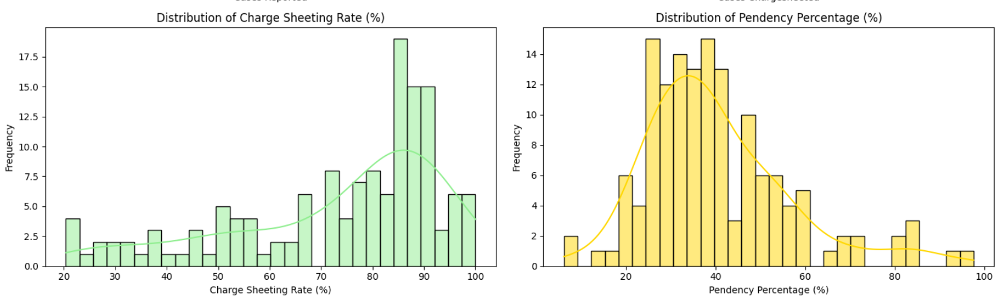 Distribution of Charge Sheeting Rate (%)
17.5
15.0
12.5
10.0
7.5
5.0
2.5
0.0
Frequency
20 30 40 50 60 70 80 90 100
Charge Sheeting Rate (%)
Distribution of Pendency Percentage (%)
14
12
10
8
6
4
2
0
Frequency
20 40 60 80 100
Pendency Percentage (%)